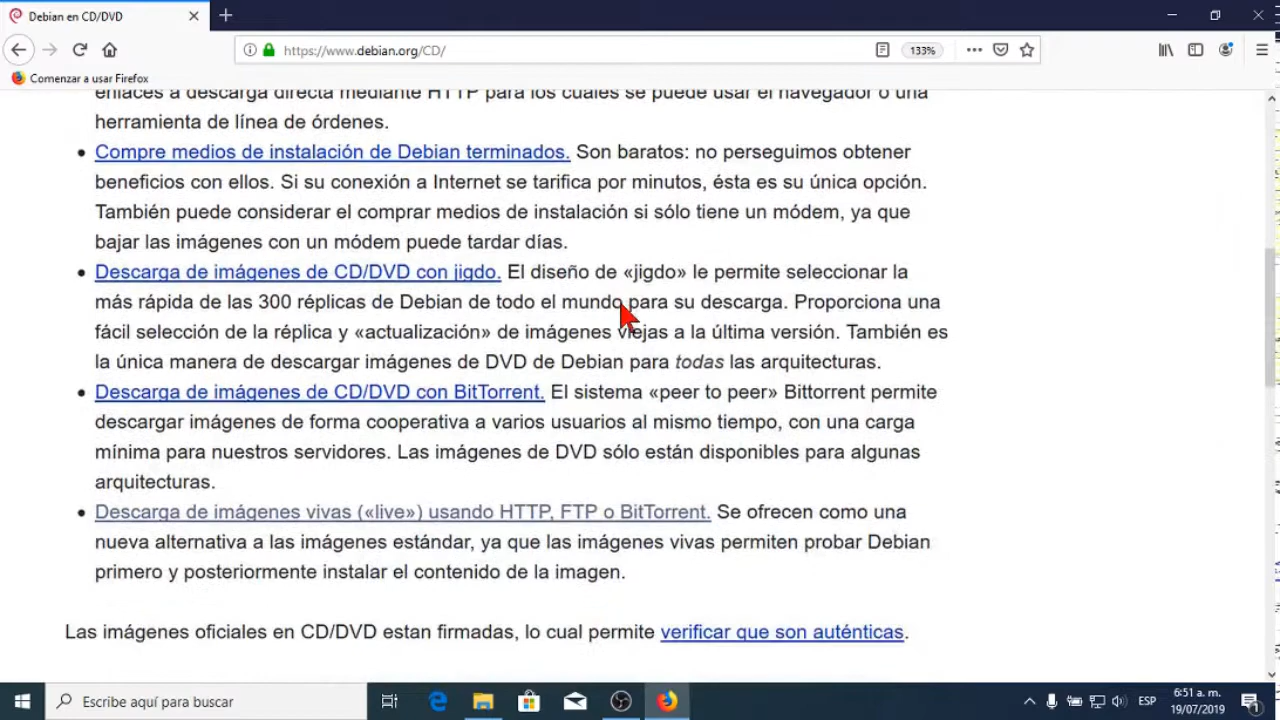 Debian en CD/DVD
https://www.debian.org/CD/
133%
Comenzar a usar Firefox
enlaces a descarga directa mediante HTTP para los cuales se puede usar el navegador o una
herramienta de línea de órdenes.
Compre medios de instalación de Debian terminados. Son baratos: no perseguimos obtener
beneficios con ellos. Si su conexión a Internet se tarifica por minutos, ésta es su única opción.
También puede considerar el comprar medios de instalación si sólo tiene un módem, ya que
bajar las imágenes con un módem puede tardar días.
Descarga de imágenes de CD/DVD con jigdo. El diseño de «jigdo» le permite seleccionar la
más rápida de las 300 réplicas de Debian de todo el mundo para su descarga. Proporciona una
fácil selección de la réplica y «actualización» de imágenes viejas a la última versión. También es
la única manera de descargar imágenes de DVD de Debian para todas las arquitecturas.
Descarga de imágenes de CD/DVD con BitTorrent. El sistema «peer to peer» Bittorrent permite
descargar imágenes de forma cooperativa a varios usuarios al mismo tiempo, con una carga
mínima para nuestros servidores. Las imágenes de DVD sólo están disponibles para algunas
arquitecturas.
Descarga de imágenes vivas («live») usando HTTP, FTP o BitTorrent. Se ofrecen como una
nueva alternativa a las imágenes estándar, ya que las imágenes vivas permiten probar Debian
primero y posteriormente instalar el contenido de la imagen.
Las imágenes oficiales en CD/DVD estan firmadas, lo cual permite verificar que son auténticas.
Escribe aquí para buscar
ESP
6:51 a. m.
19/07/2019
1